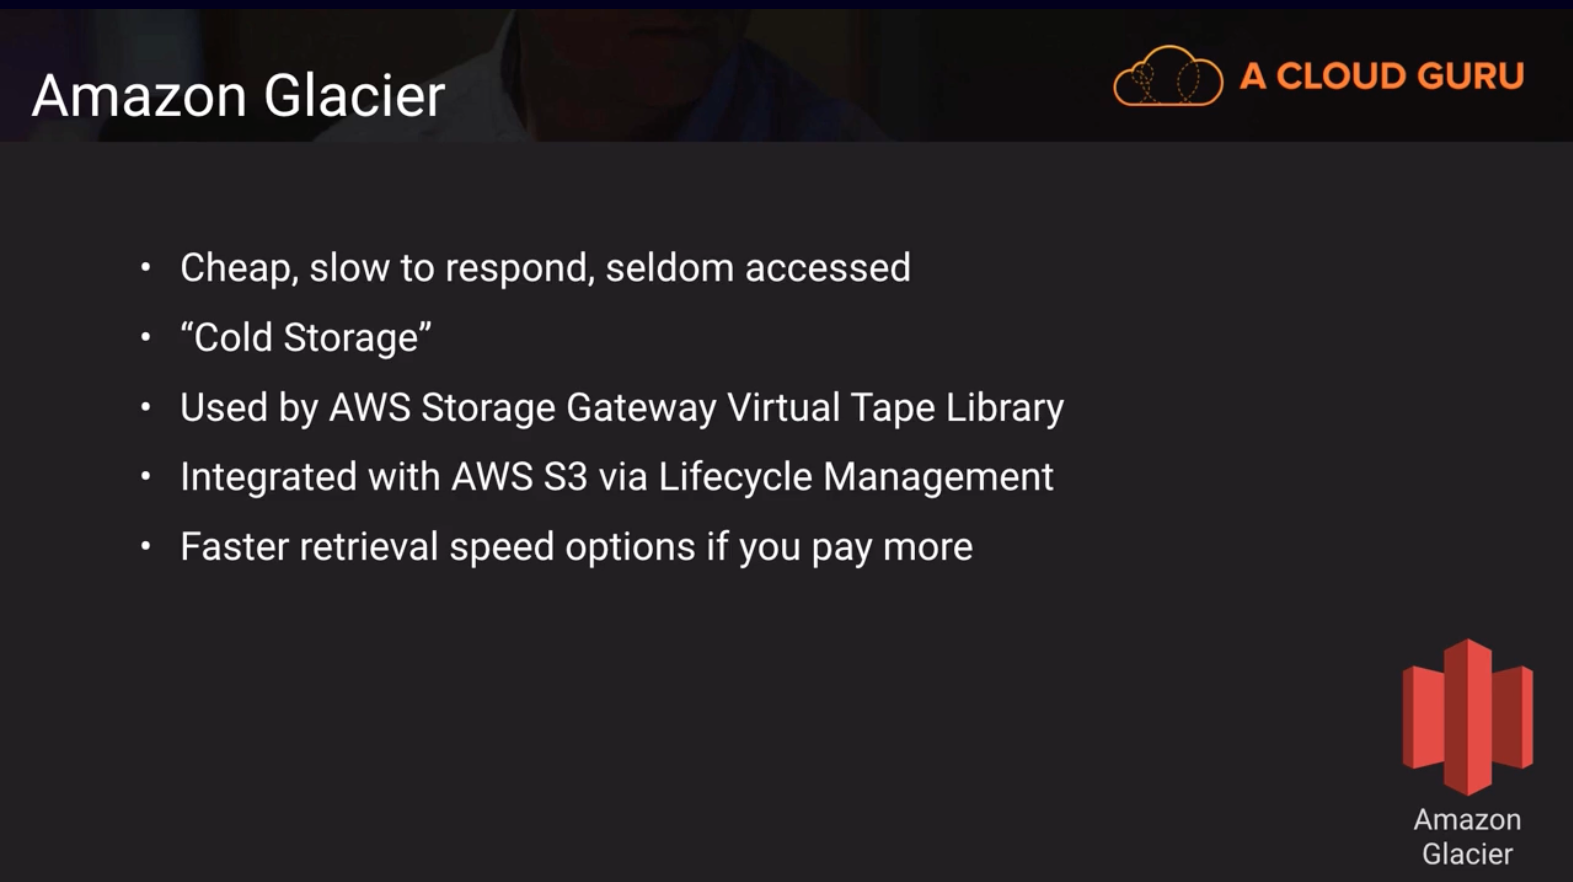 Amazon Glacier
A CLOUD GURU
• Cheap, slow to respond, seldom accessed
• “Cold Storage”
• Used by AWS Storage Gateway Virtual Tape Library
• Integrated with AWS S3 via Lifecycle Management
• Faster retrieval speed options if you pay more
Amazon
Glacier